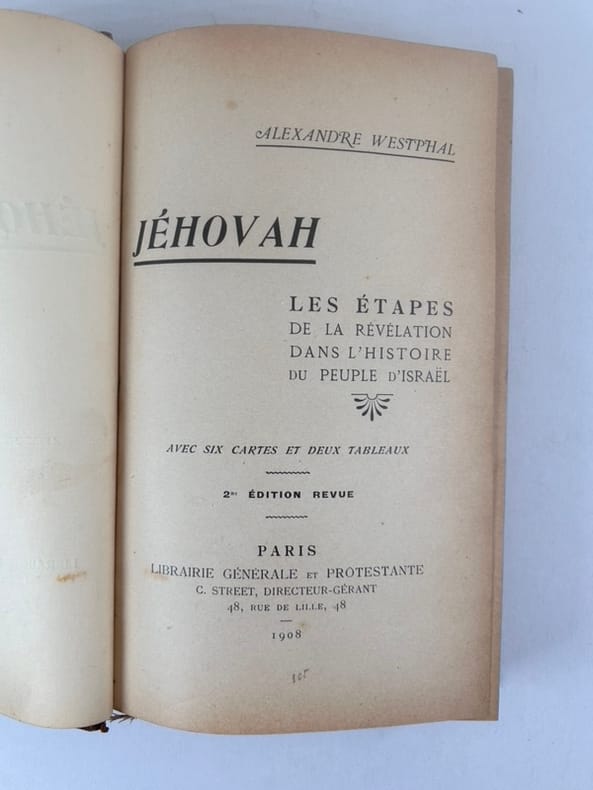 ALEXANDRE WESTPHAL
JÉHOVAH
LES ÉTAPES
DE LA RÉVÉLATION
DANS L'HISTOIRE
DU PEUPLE D'ISRAËL
AVEC SIX CARTES ET DEUX TABLEAUX
2ME ÉDITION REVUE
PARIS
LIBRAIRIE GÉNÉRALE ET PROTESTANTE
C. STREET, DIRECTEUR-GÉRANT
48, RUE DE LILLE, 48
1908